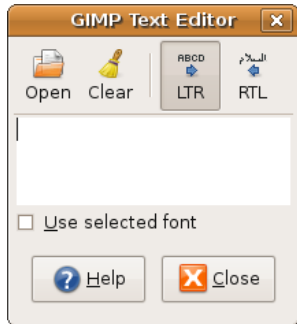 GIMP Text Editor
ABCD السلام
Open Clear LTR RTL
Use selected font
Help Close